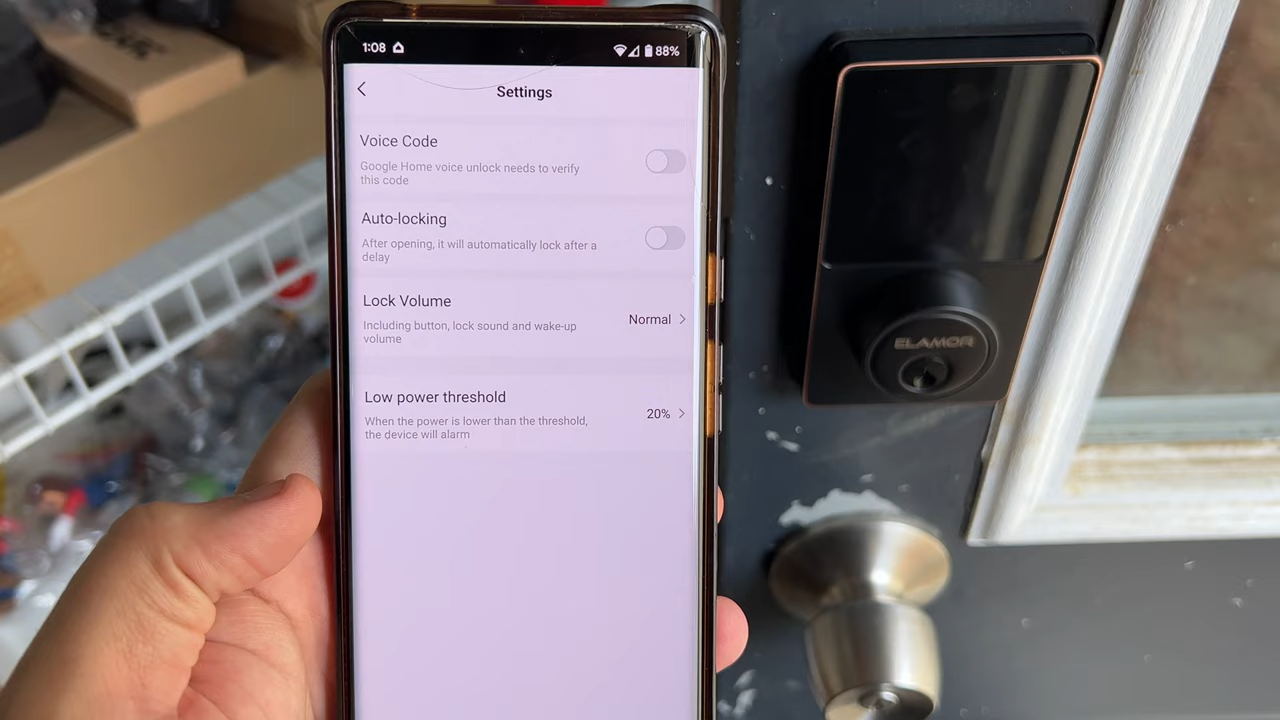 1:08
88%
Settings
Voice Code
Google Home voice unlock needs to verify
this code
Auto-locking
After opening, it will automatically lock after a
delay
Lock Volume
Including button, lock sound and wake-up
volume
Normal
Low power threshold
When the power is lower than the threshold,
the device will alarm
20%
ELAMOR